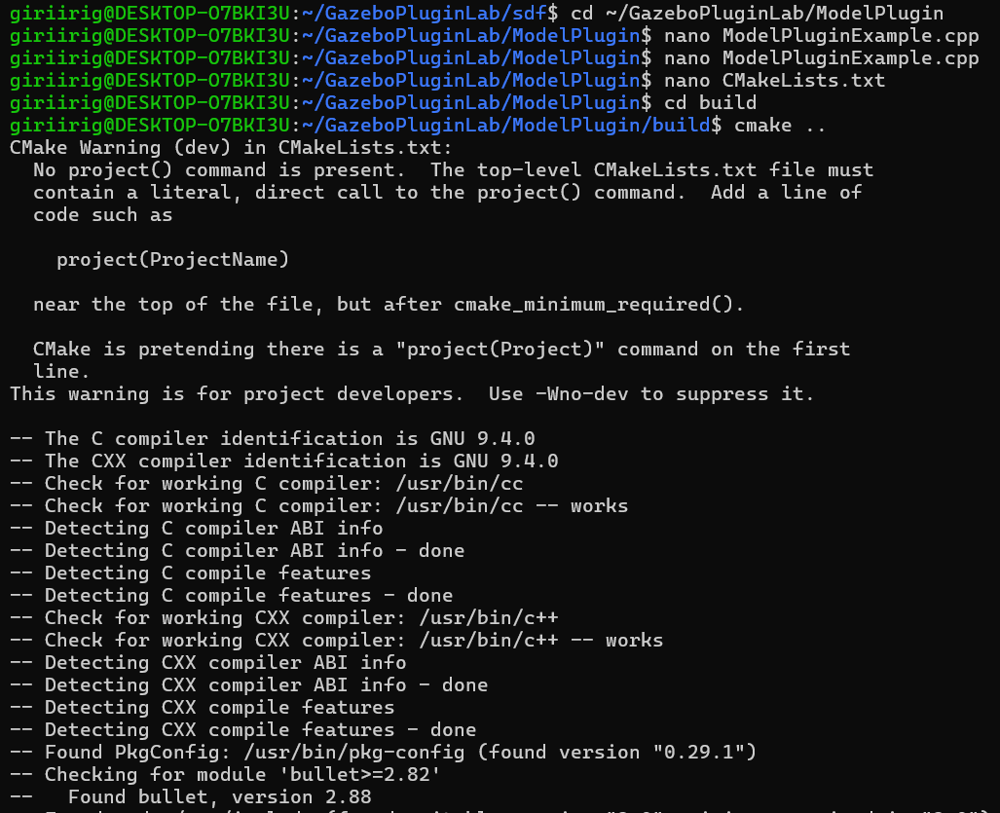 giriirig@DESKTOP-O7BKI3U:~/GazeboPluginLab/sdf$ cd ~/GazeboPluginLab/ModelPlugin
giriirig@DESKTOP-O7BKI3U:~/GazeboPluginLab/ModelPlugin$ nano ModelPluginExample.cpp
giriirig@DESKTOP-O7BKI3U:~/GazeboPluginLab/ModelPlugin$ nano ModelPluginExample.cpp
giriirig@DESKTOP-O7BKI3U:~/GazeboPluginLab/ModelPlugin$ nano CMakeLists.txt
giriirig@DESKTOP-O7BKI3U:~/GazeboPluginLab/ModelPlugin$ cd build
giriirig@DESKTOP-O7BKI3U:~/GazeboPluginLab/ModelPlugin/build$ cmake ..
CMake Warning (dev) in CMakeLists.txt:
  No project() command is present.  The top-level CMakeLists.txt file must
  contain a literal, direct call to the project() command.  Add a line of
  code such as

    project(ProjectName)

  near the top of the file, but after cmake_minimum_required().

  CMake is pretending there is a "project(Project)" command on the first
  line.
This warning is for project developers.  Use -Wno-dev to suppress it.

-- The C compiler identification is GNU 9.4.0
-- The CXX compiler identification is GNU 9.4.0
-- Check for working C compiler: /usr/bin/cc
-- Check for working C compiler: /usr/bin/cc -- works
-- Detecting C compiler ABI info
-- Detecting C compiler ABI info - done
-- Detecting C compile features
-- Detecting C compile features - done
-- Check for working CXX compiler: /usr/bin/c++
-- Check for working CXX compiler: /usr/bin/c++ -- works
-- Detecting CXX compiler ABI info
-- Detecting CXX compiler ABI info - done
-- Detecting CXX compile features
-- Detecting CXX compile features - done
-- Found PkgConfig: /usr/bin/pkg-config (found version "0.29.1")
-- Checking for module 'bullet>=2.82'
--   Found bullet, version 2.88